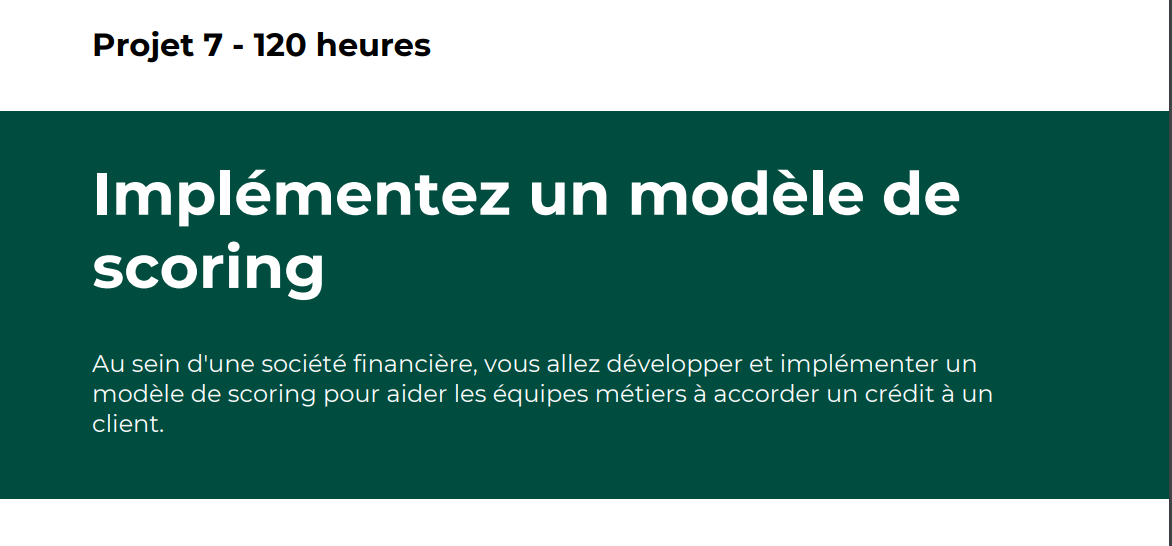 Projet 7 - 120 heures
Implémentez un modèle de
scoring
Au sein d'une société financière, vous allez développer et implémenter un
modèle de scoring pour aider les équipes métiers à accorder un crédit à un
client.